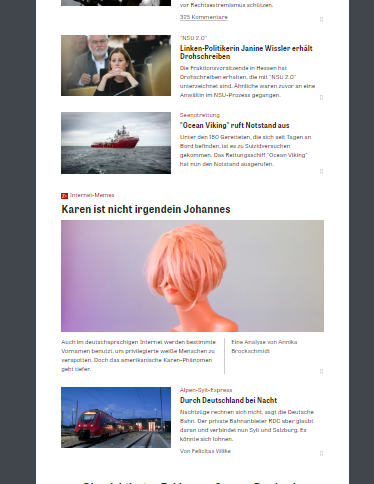 vor Rechtsextremismus schützen.
325 Kommentare
"NSU 2.0"
Linken-Politikerin Janine Wissler erhält
Drohschreiben
Die Fraktionsvorsitzende in Hessen hat
Drohschreiben erhalten, die mit "NSU 2.0"
unterzeichnet sind. Ähnliche waren zuvor an eine
Anwältin im NSU-Prozess gegangen.
Seenotrettung
"Ocean Viking" ruft Notstand aus
Unter den 180 Geretteten, die sich seit Tagen an
Bord befinden, ist es zu Suizidversuchen
gekommen. Das Rettungsschiff "Ocean Viking"
hat nun den Notstand ausgerufen.
Z+ Internet-Memes
Karen ist nicht irgendein Johannes
Auch im deutschsprachigen Internet werden bestimmte
Vornamen benutzt, um privilegierte weiße Menschen zu
verspotten. Doch das amerikanische Karen-Phänomen
geht tiefer.
Eine Analyse von Annika
Brockschmidt
Alpen-Sylt-Express
Durch Deutschland bei Nacht
Nachtzüge rechnen sich nicht, sagt die Deutsche
Bahn. Der private Bahnanbieter RDC aber glaubt
daran und verbindet nun Sylt und Salzburg. Es
könnte sich lohnen.
Von Felicitas Wilke